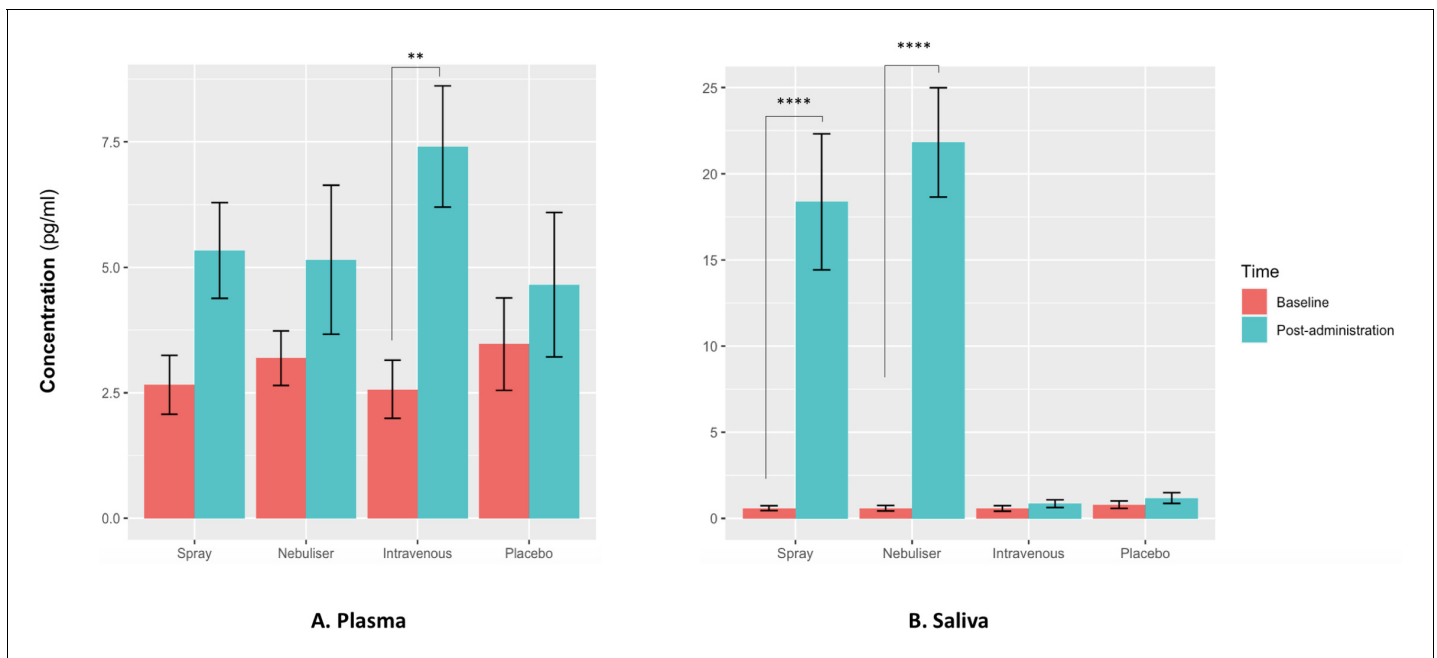 **
****
****
Concentration (pg/ml)
7.5
5.0
2.5
0.0
Spray
Nebuliser
Intravenous
Placebo
A. Plasma
25
20
15
10
5
0
Spray
Nebuliser
Intravenous
Placebo
B. Saliva
Time
Baseline
Post-administration